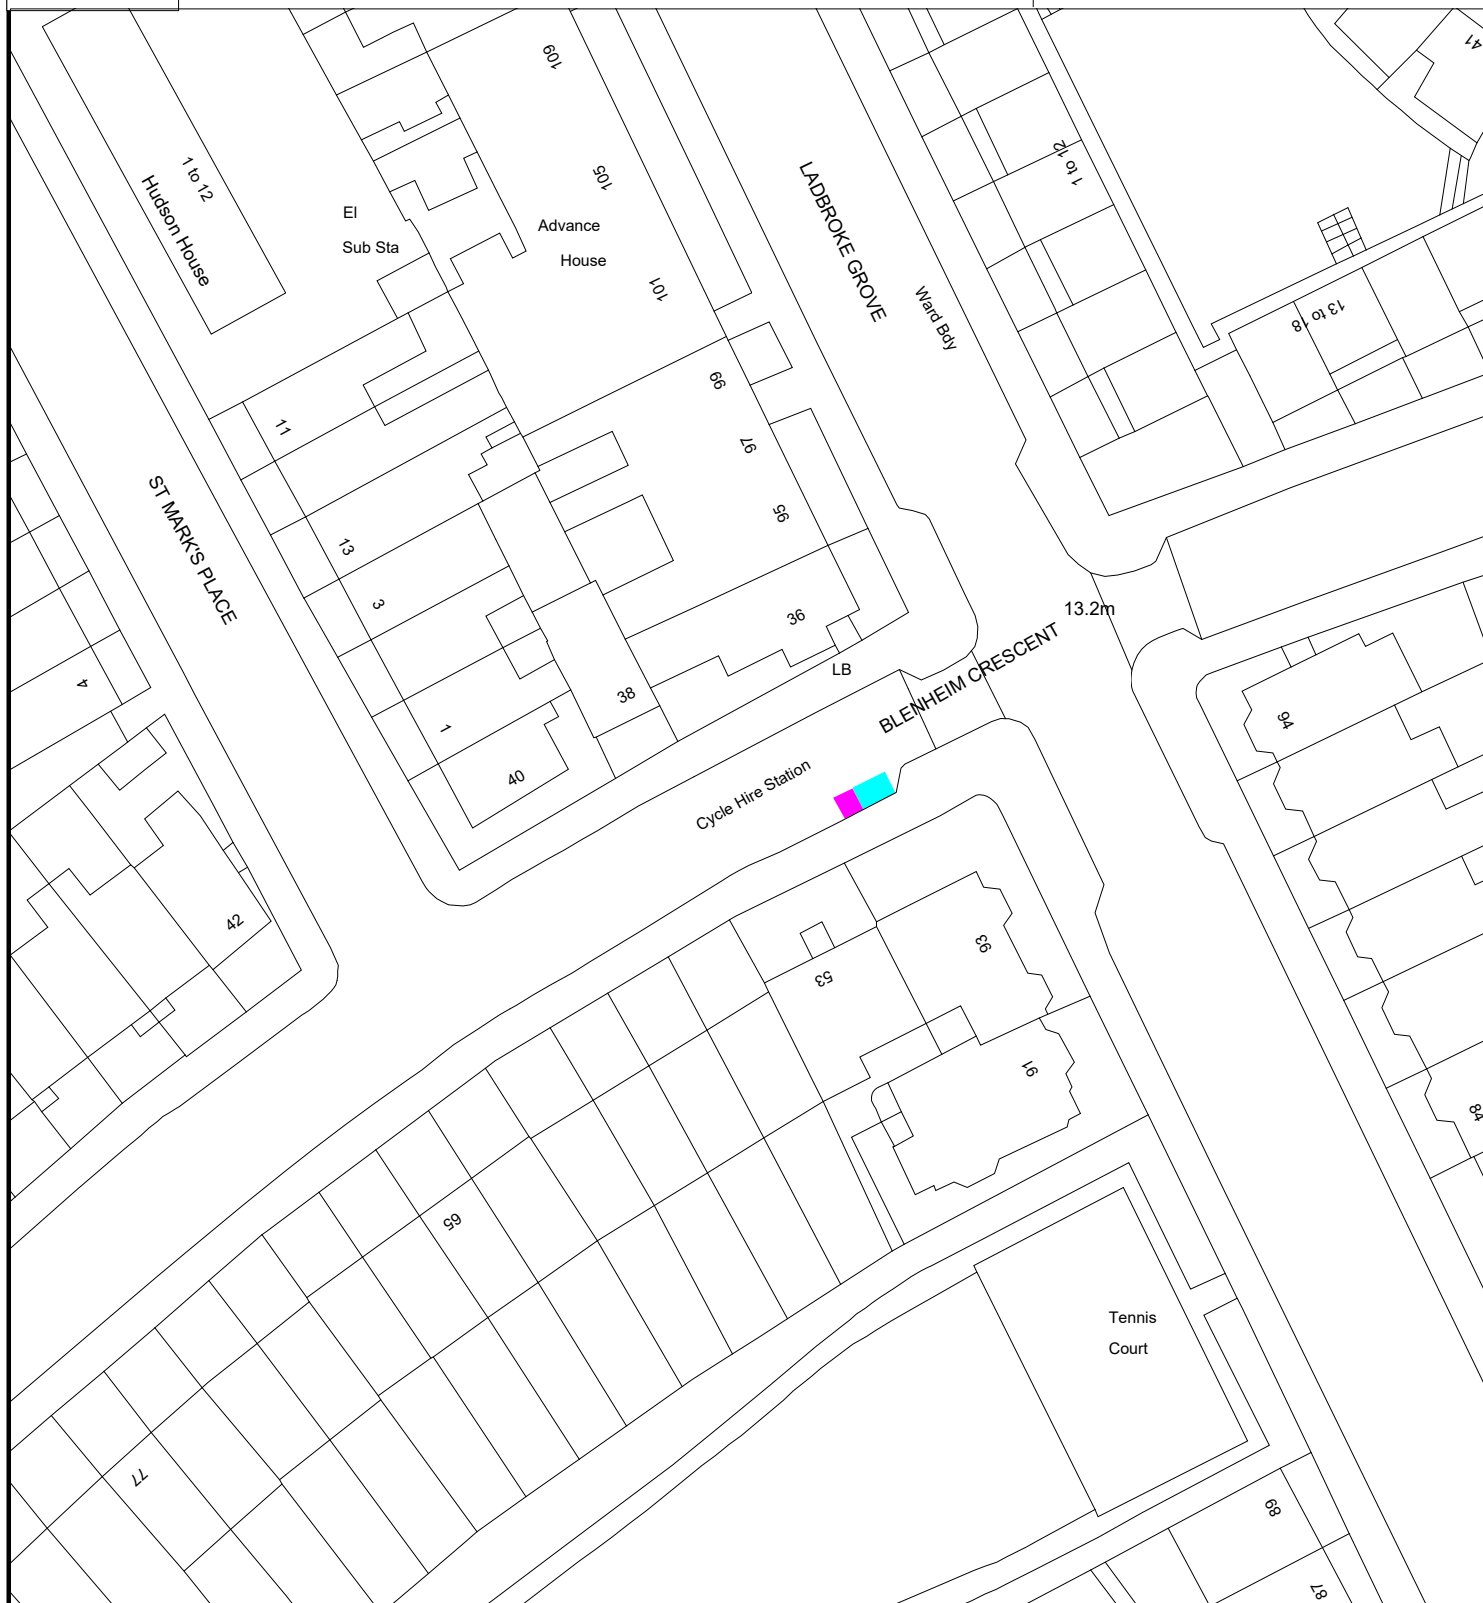 109
41
1 to 12
Hudson House
105
1 to 12
El
Sub Sta
Advance
House
LADBROKE GROVE
101
Ward Bdy
13 to 18
99
11
97
95
ST MARK'S PLACE
13
3
36
13.2m
LB
BLENHEIM CRESCENT
4
38
1
94
40
Cycle Hire Station
42
93
53
91
84
65
Tennis
Court
77
89
87